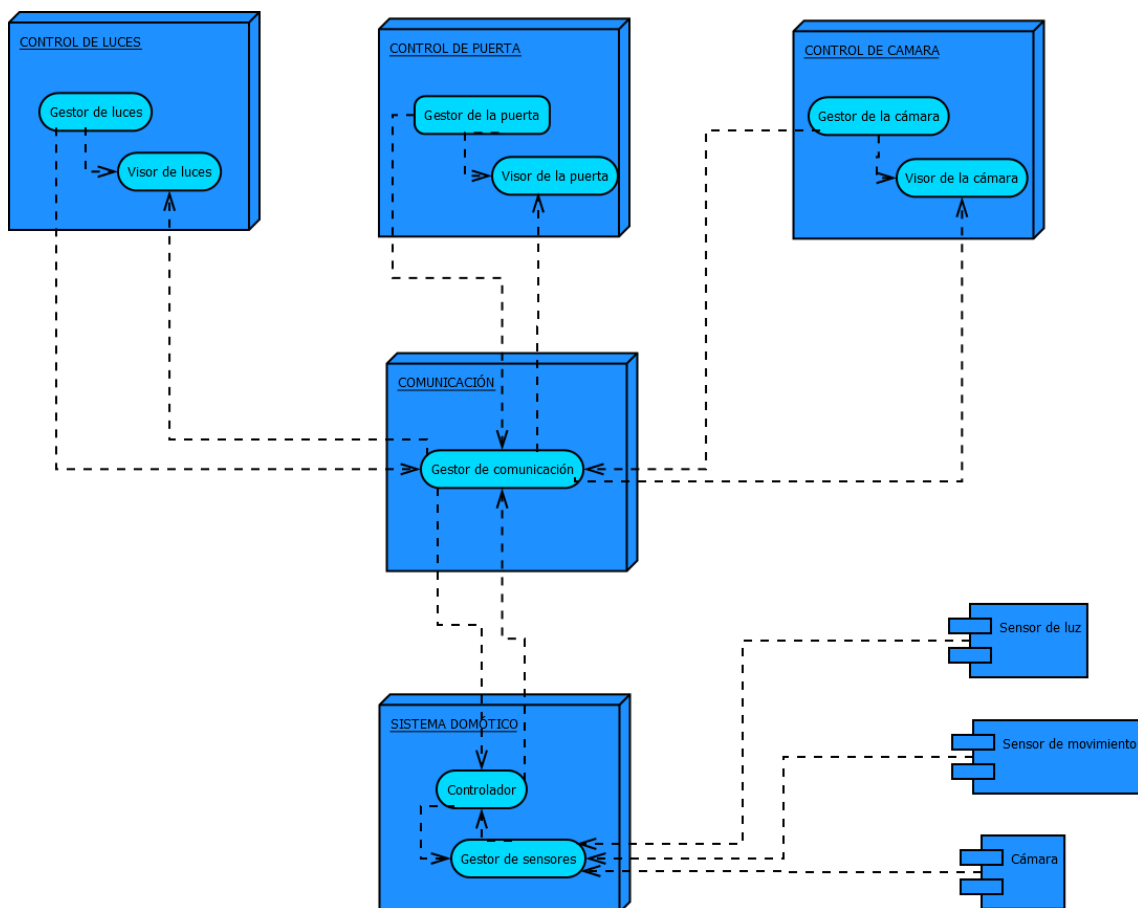 CONTROL DE LUCES
Gestor de luces
Visor de luces
CONTROL DE PUERTA
Gestor de la puerta
Visor de la puerta
CONTROL DE CAMARA
Gestor de la cámara
Visor de la cámara
COMUNICACIÓN
Gestor de comunicación
SISTEMA DOMÓTICO
Controlador
Gestor de sensores
Sensor de luz
Sensor de movimiento
Cámara